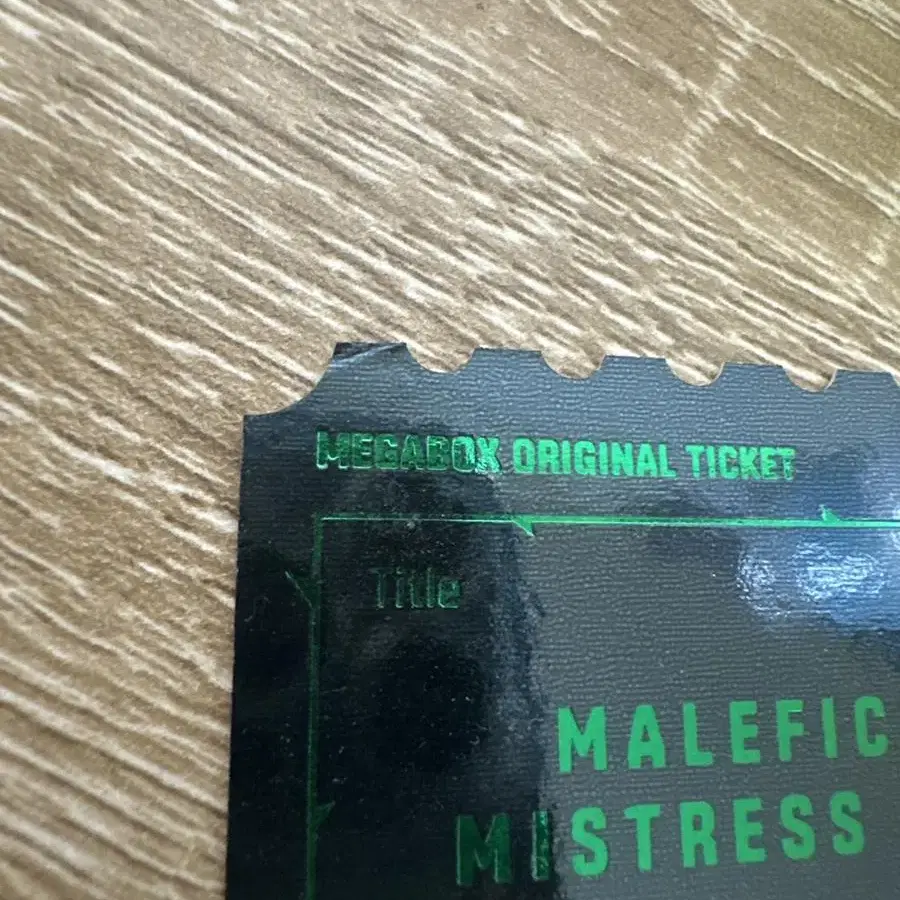 MEGABOX ORIGINAL TICKET
Title
MALEFIC
MISTRESS